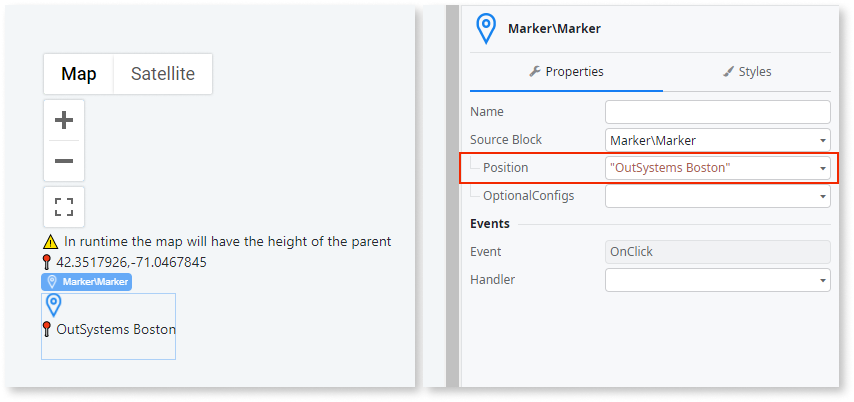 Map Satellite
In runtime the map will have the height of the parent
42.3517926,-71.0467845
Marker\Marker
OutSystems Boston
Marker\Marker
Properties Styles
Name
Source Block Marker\Marker
Position "OutSystems Boston"
OptionalConfigs
Events
Event OnClick
Handler